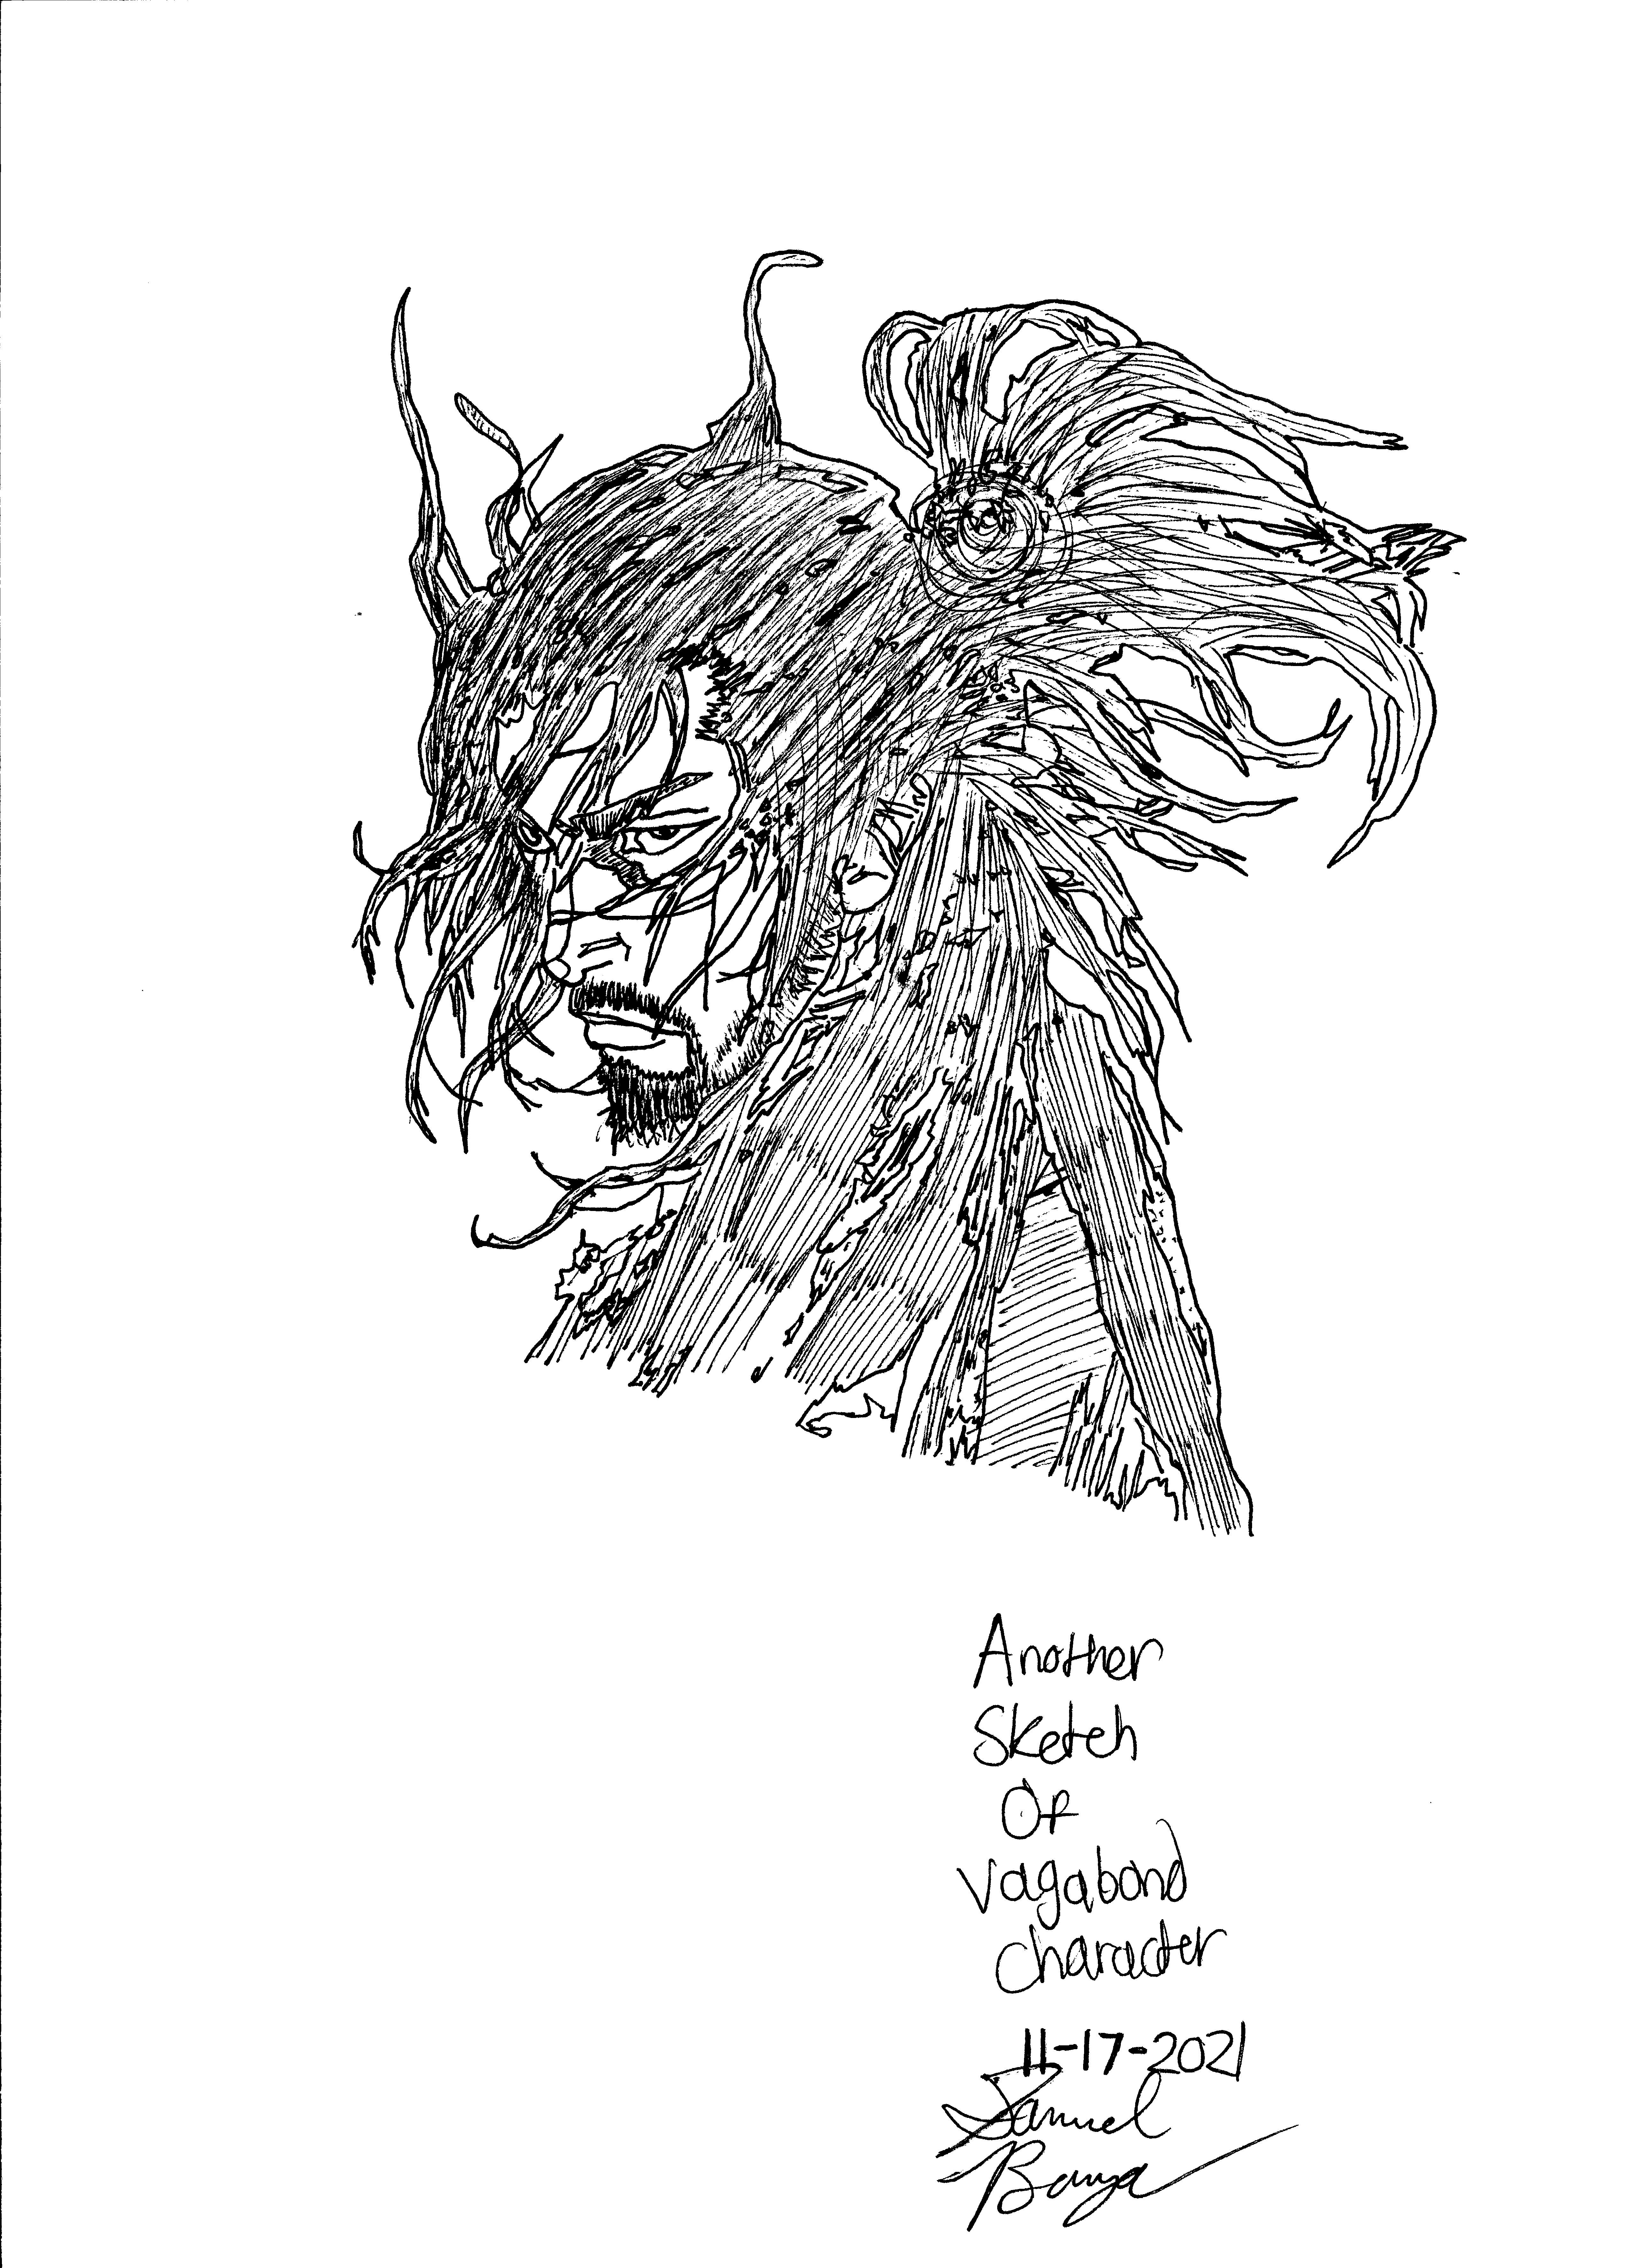 Another
Sketch
Of
Vagabond
character
11-17-2021
Samuel
Banya